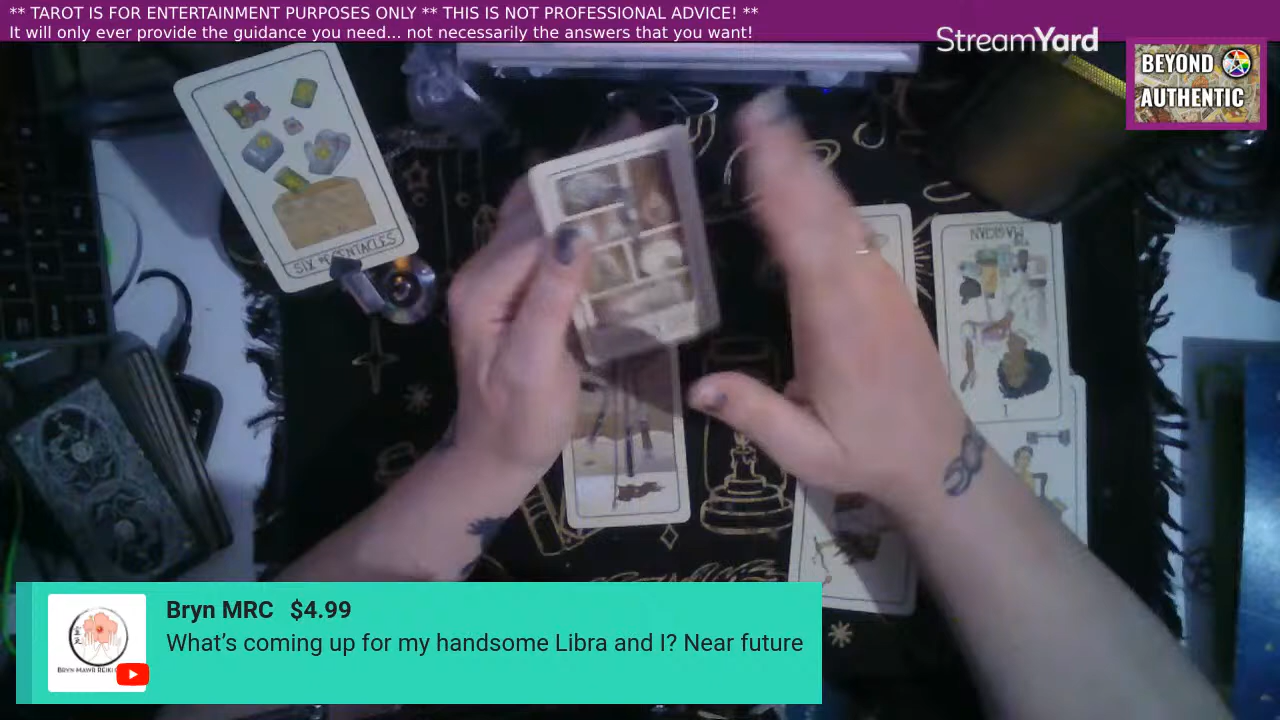 ** TAROT IS FOR ENTERTAINMENT PURPOSES ONLY ** THIS IS NOT PROFESSIONAL ADVICE! **
It will only ever provide the guidance you need... not necessarily the answers that you want!
StreamYard
BEYOND
AUTHENTIC
SIX OF PENTACLES
MAGICIAN
I
Bryn MRC $4.99
What’s coming up for my handsome Libra and I? Near future